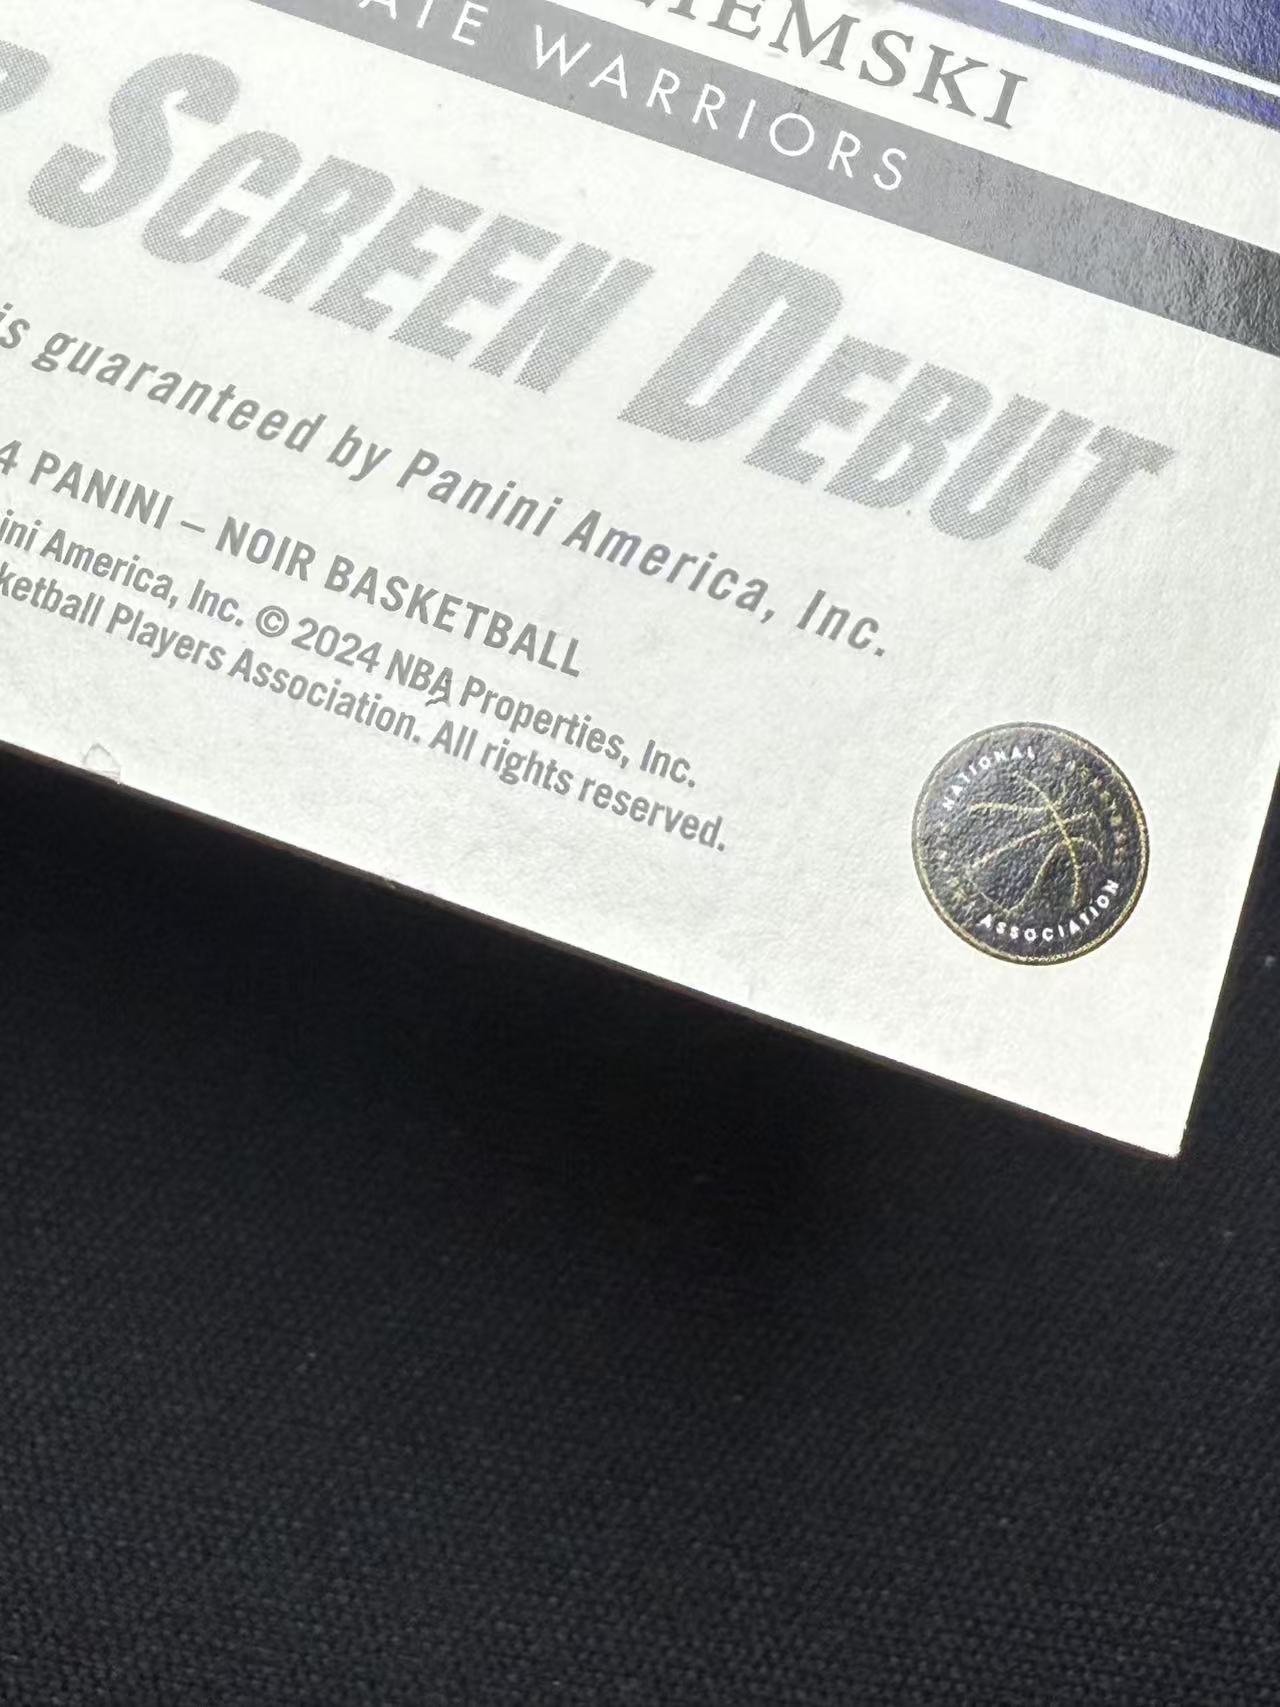 IEMSKI
ATE WARRIORS
SCREEN DEBUT
is guaranteed by Panini America, Inc.
4 PANINI – NOIR BASKETBALL
ini America, Inc. © 2024 NBA Properties, Inc.
ketball Players Association. All rights reserved.
NATIONAL
ASSOCIATION